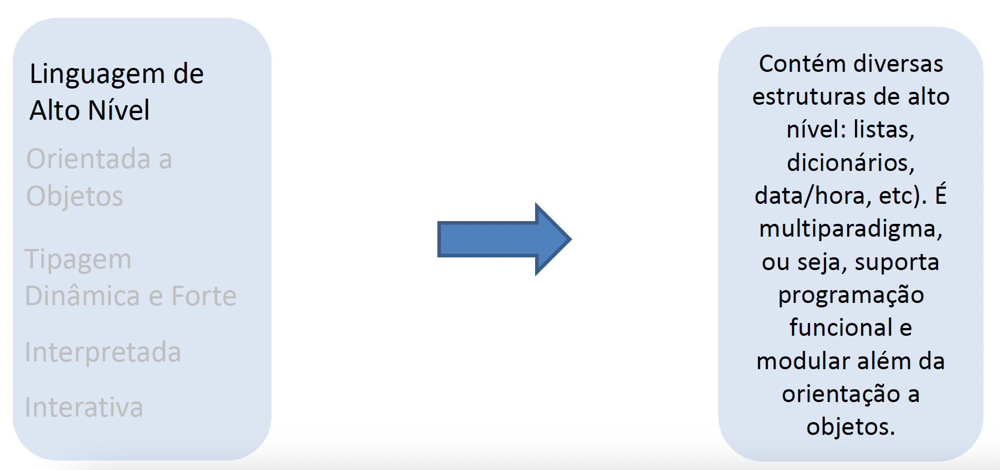 Linguagem de
Alto Nível
Orientada a
Objetos
Tipagem
Dinâmica e Forte
Interpretada
Interativa
Contém diversas
estruturas de alto
nível: listas,
dicionários,
data/hora, etc). É
multiparadigma,
ou seja, suporta
programação
funcional e
modular além da
orientação a
objetos.